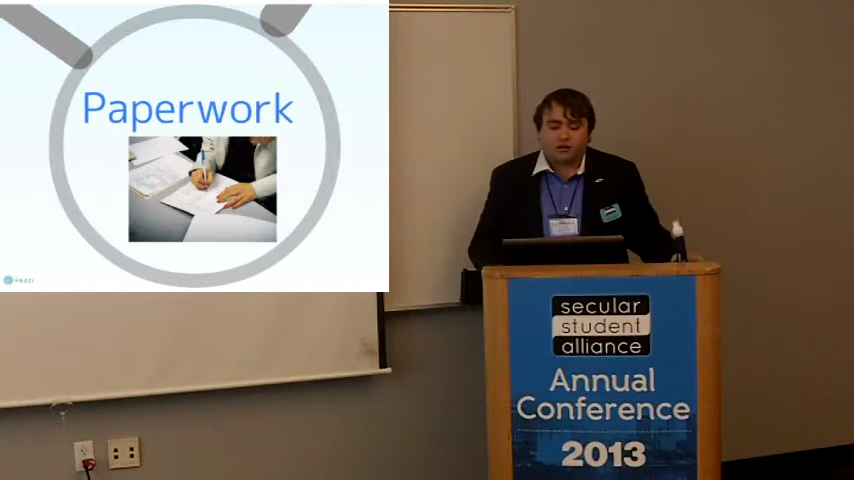 Paperwork
secular
student
alliance
Annual
Conference
2013